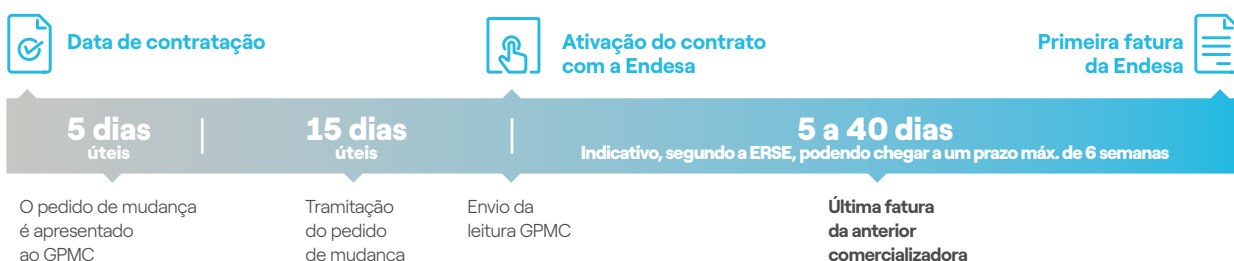 Data de contratação
Ativação do contrato
com a Endesa
Primeira fatura
da Endesa
5 dias
úteis
15 dias
úteis
5 a 40 dias
Indicativo, segundo a ERSE, podendo chegar a um prazo máx. de 6 semanas
O pedido de mudança
é apresentado
ao GPMC
Tramitação
do pedido
de mudança
Envio da
leitura GPMC
Última fatura
da anterior
comercializadora